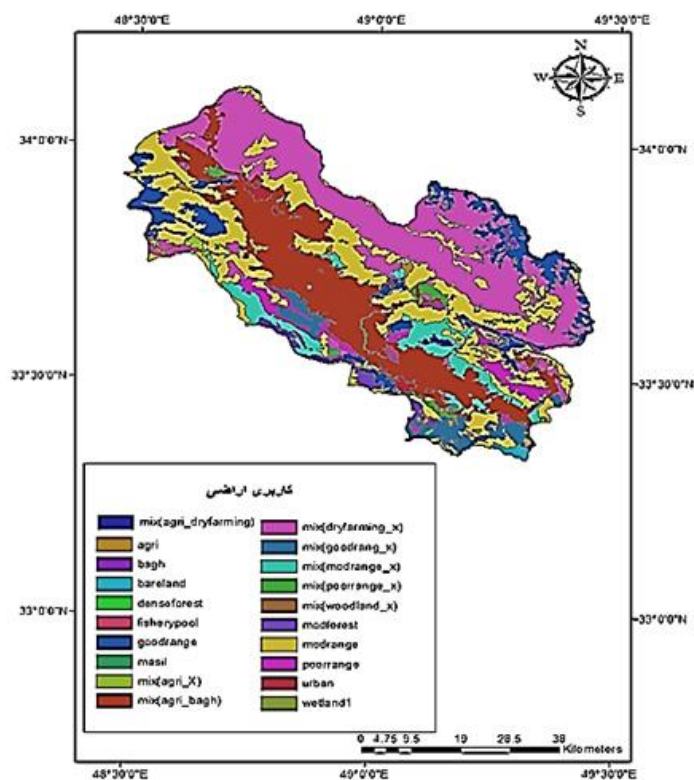 48°30'0"E 49°0'0"E 49°30'0"E
N
W E
S
34°0'0"N 34°0'0"N
33°30'0"N 33°30'0"N
33°0'0"N 33°0'0"N
کاربری اراضی
mix(agri_dryfarming)
agri
bagh
bareland
denseforest
fisherypool
goodrange
masil
mix(agri_X)
mix(agri_bagh)
mix(dryfarming_x)
mix(goodrang_x)
mix(modrange_x)
mix(poorrange_x)
mix(woodland_x)
modforest
modrange
poorrange
urban
wetland1
0 4.75 9.5 19 28.5 38
Kilometers
48°30'0"E 49°0'0"E 49°30'0"E